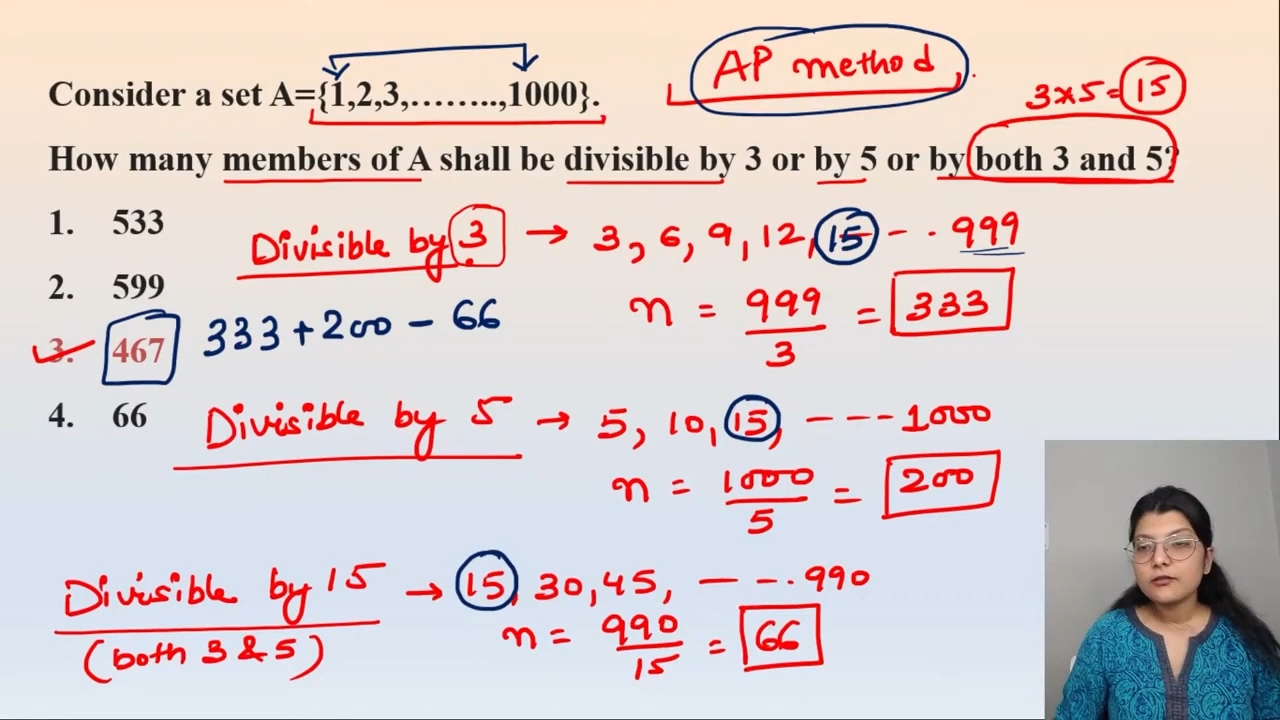 AP method
3×5=15
Consider a set A={1,2,3,........,1000}.
How many members of A shall be divisible by 3 or by 5 or by both 3 and 5?
1. 533
Divisible by 3 → 3, 6, 9, 12, 15 - - . 999
2. 599
n = 999/3 = 333
3. 467
333 + 200 - 66
4. 66
Divisible by 5 → 5, 10, 15, - - - - 1000
n = 1000/5 = 200
Divisible by 15 → 15, 30, 45, - - . 990
(both 3 & 5)
n = 990/15 = 66